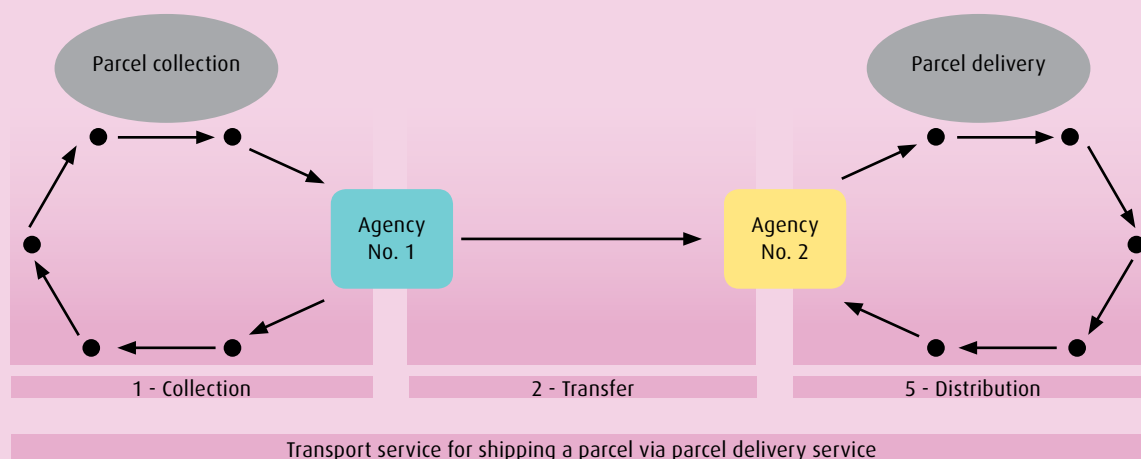 Parcel collection
Parcel delivery
Agency
No. 1
Agency
No. 2
1 - Collection
2 - Transfer
5 - Distribution
Transport service for shipping a parcel via parcel delivery service